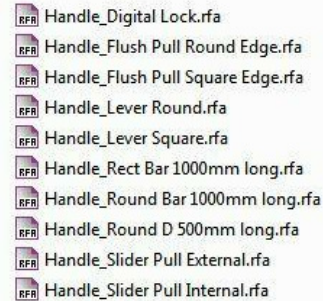 RFA Handle_Digital Lock.rfa
RFA Handle_Flush Pull Round Edge.rfa
RFA Handle_Flush Pull Square Edge.rfa
RFA Handle_Lever Round.rfa
RFA Handle_Lever Square.rfa
RFA Handle_Rect Bar 1000mm long.rfa
RFA Handle_Round Bar 1000mm long.rfa
RFA Handle_Round D 500mm long.rfa
RFA Handle_Slider Pull External.rfa
RFA Handle_Slider Pull Internal.rfa